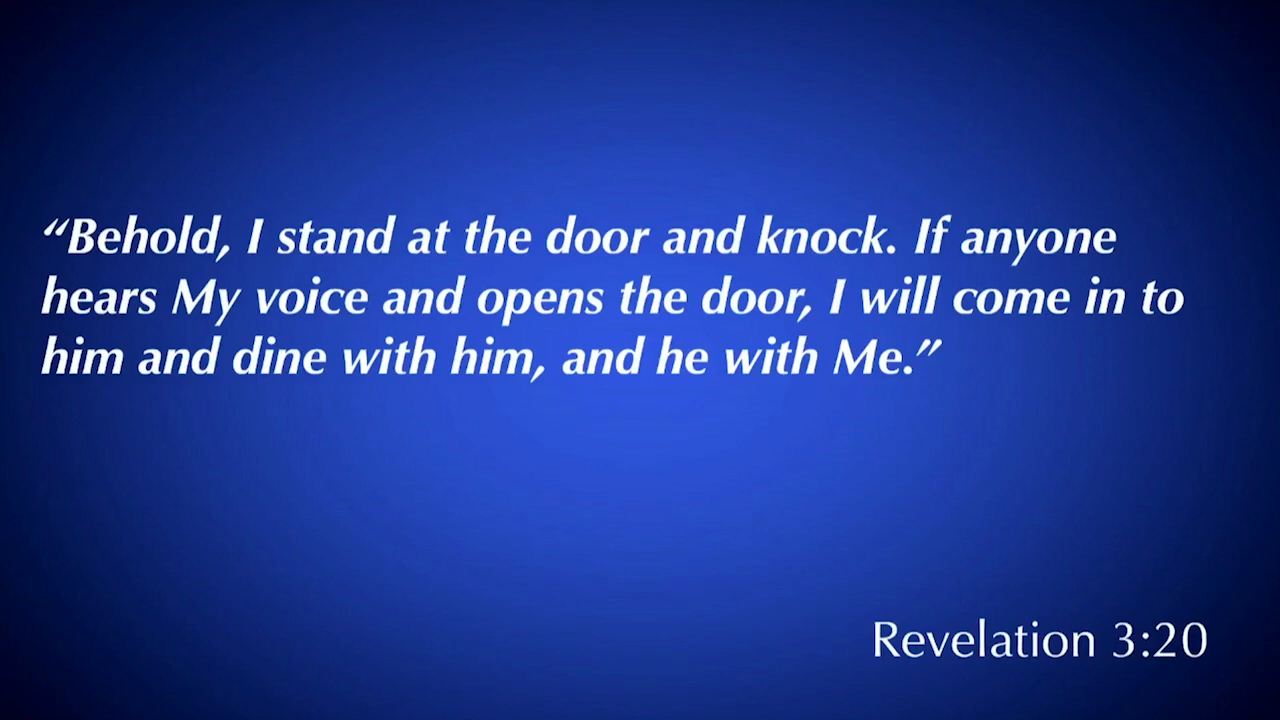 “Behold, I stand at the door and knock. If anyone
hears My voice and opens the door, I will come in to
him and dine with him, and he with Me.”
Revelation 3:20